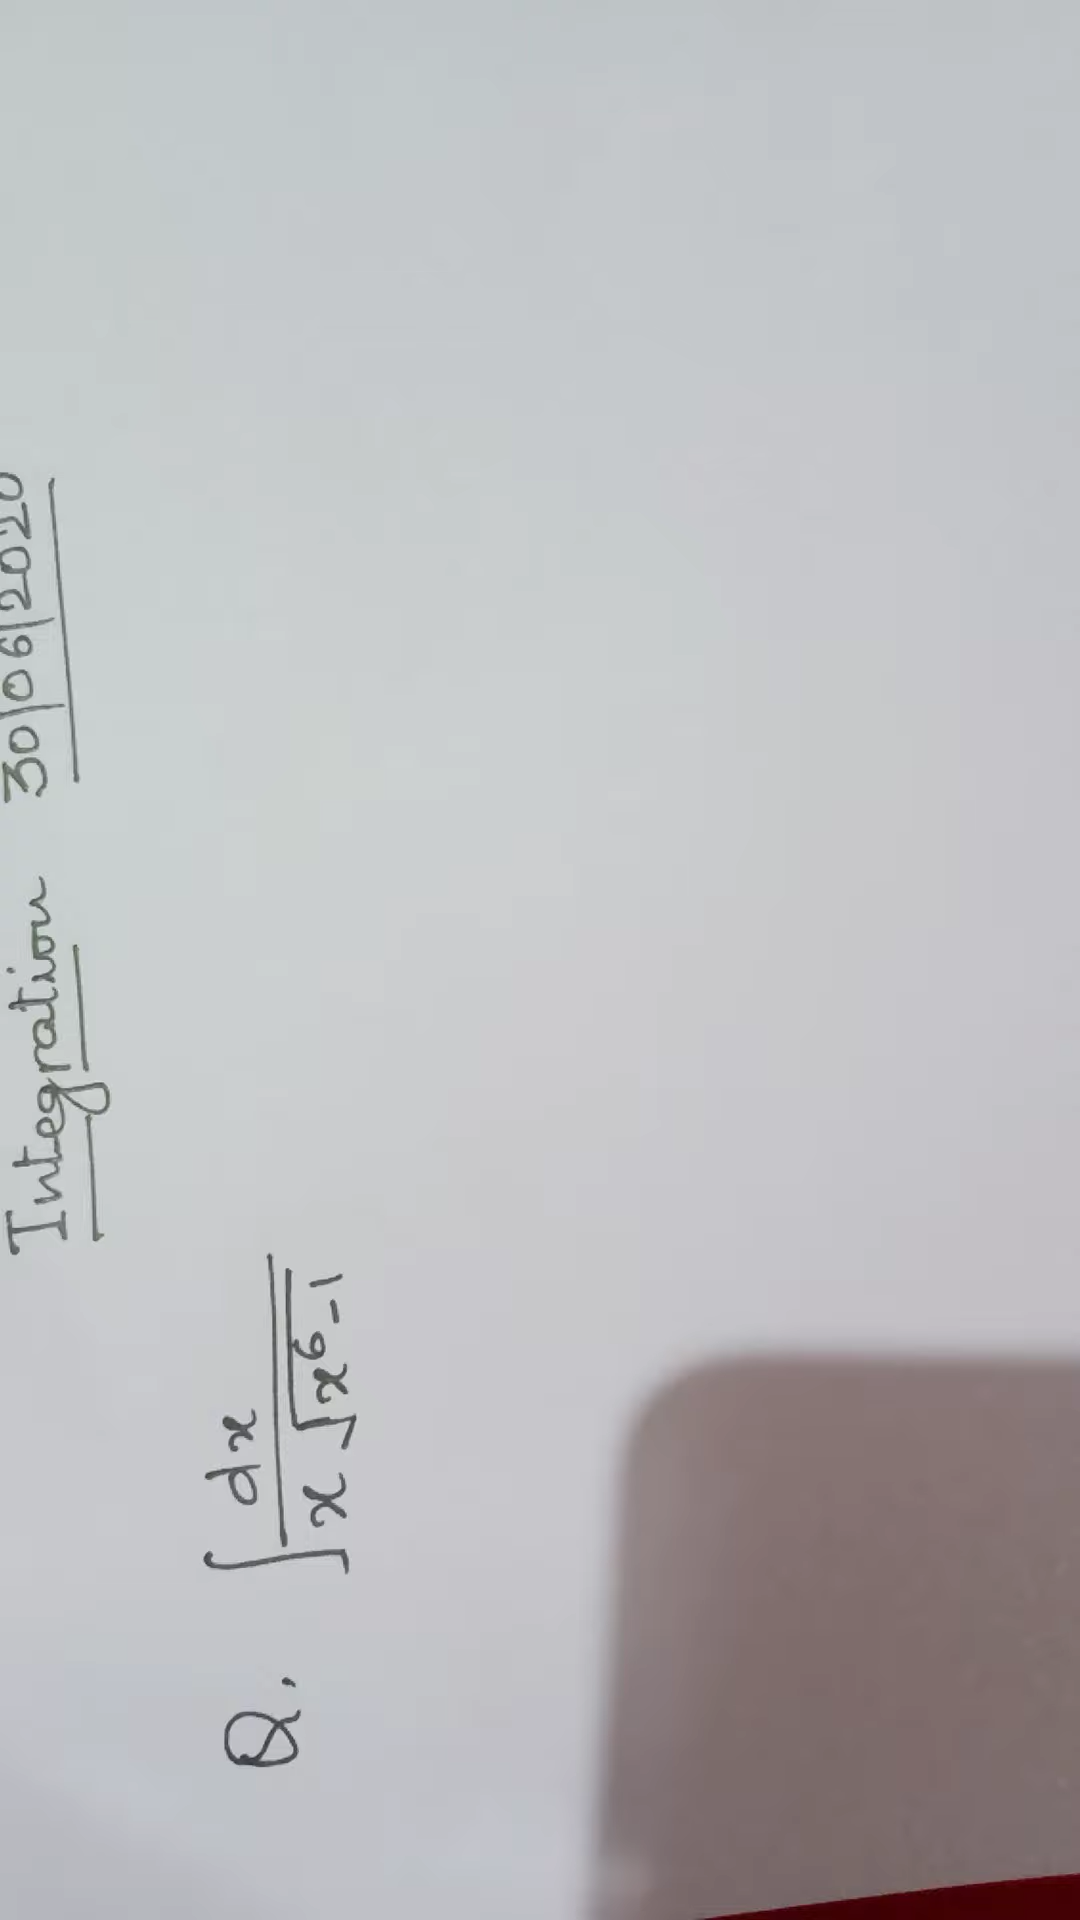 Integration 30/06/2020
Q. ∫ dx / x √x⁶-1